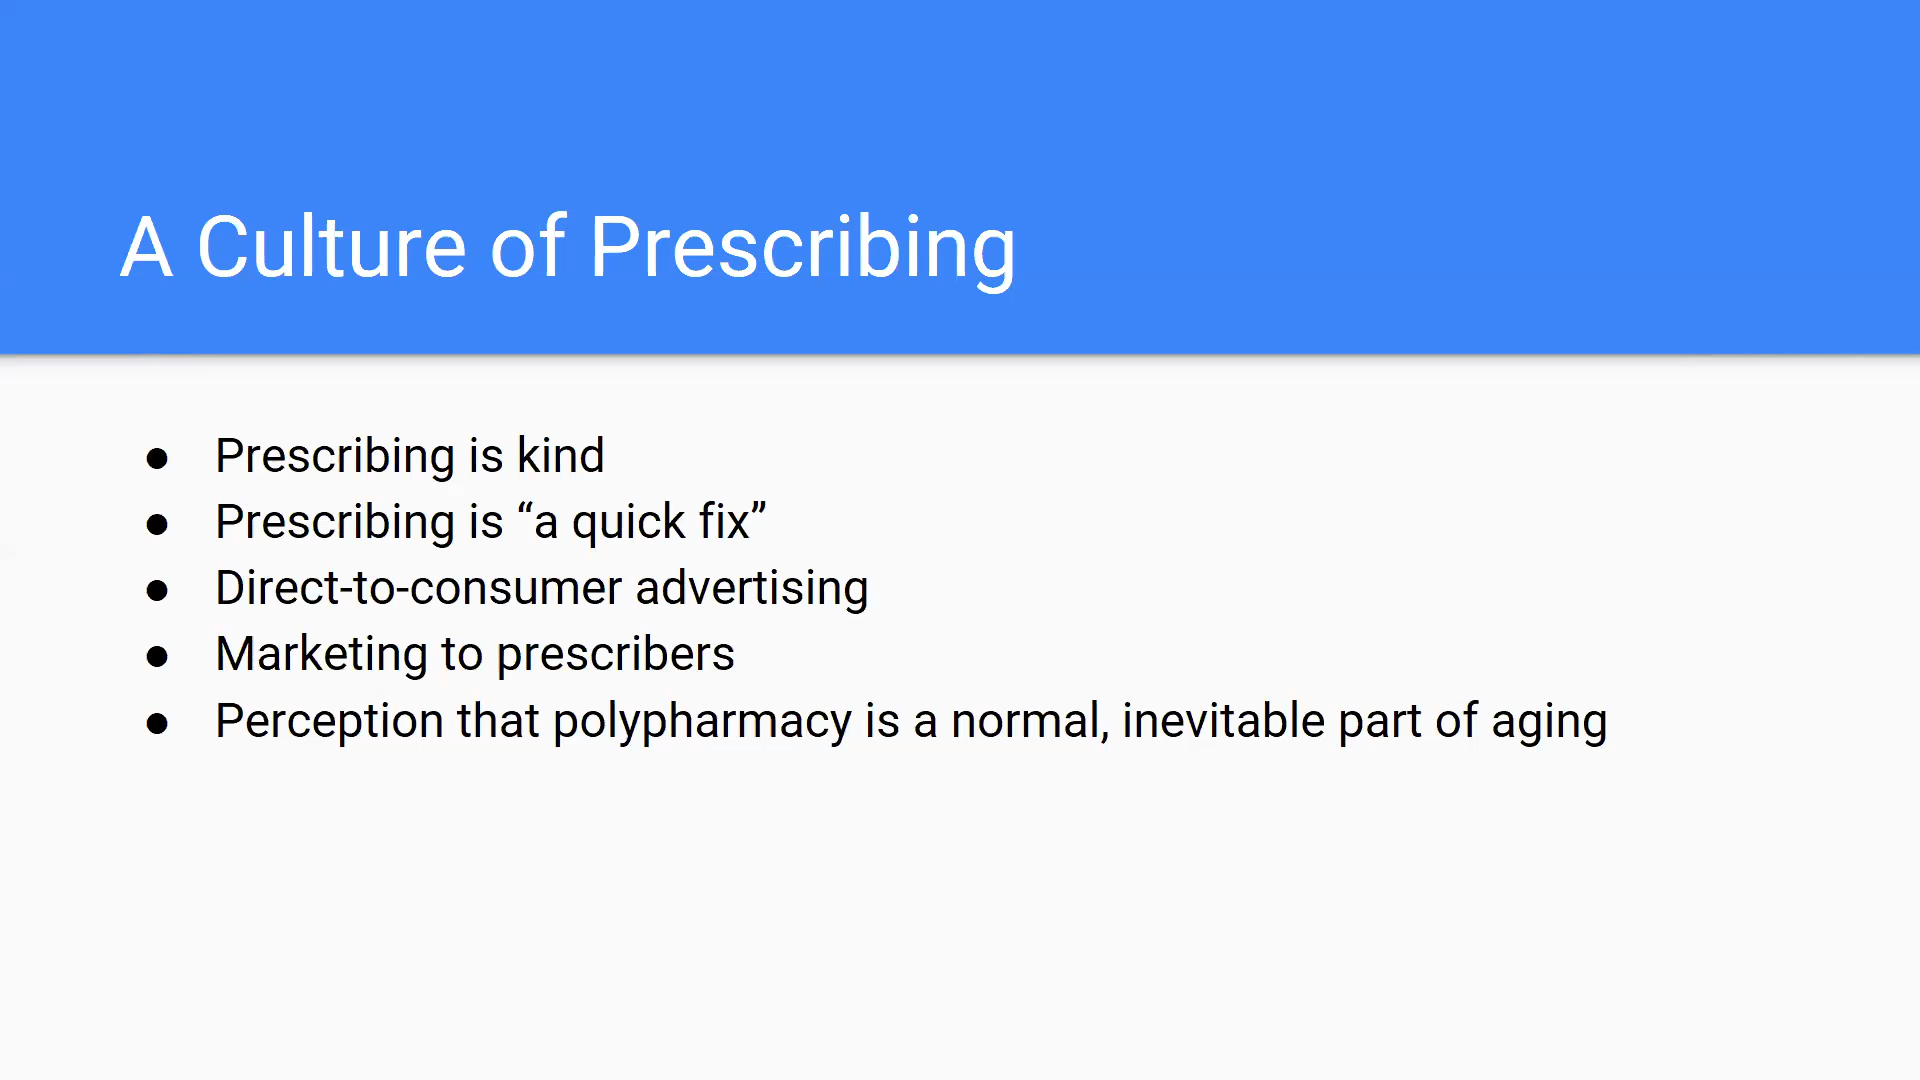 A Culture of Prescribing
● Prescribing is kind
● Prescribing is “a quick fix”
● Direct-to-consumer advertising
● Marketing to prescribers
● Perception that polypharmacy is a normal, inevitable part of aging